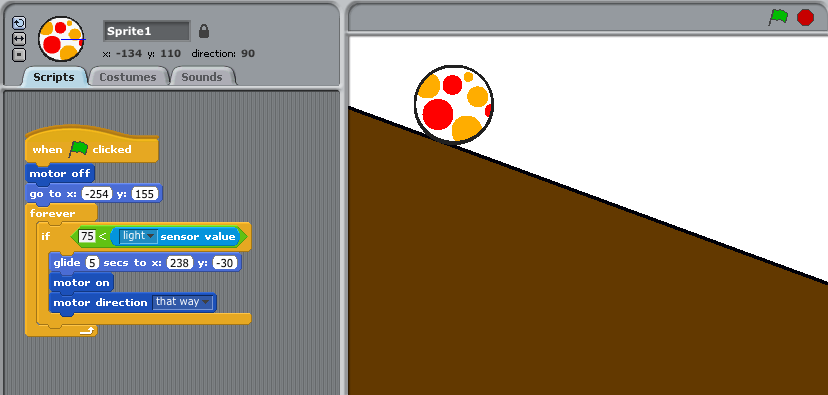 Sprite1
x: -134 y: 110 direction: 90
Scripts Costumes Sounds
when clicked
motor off
go to x: -254 y: 155
forever
if 75 < light sensor value
glide 5 secs to x: 238 y: -30
motor on
motor direction that way